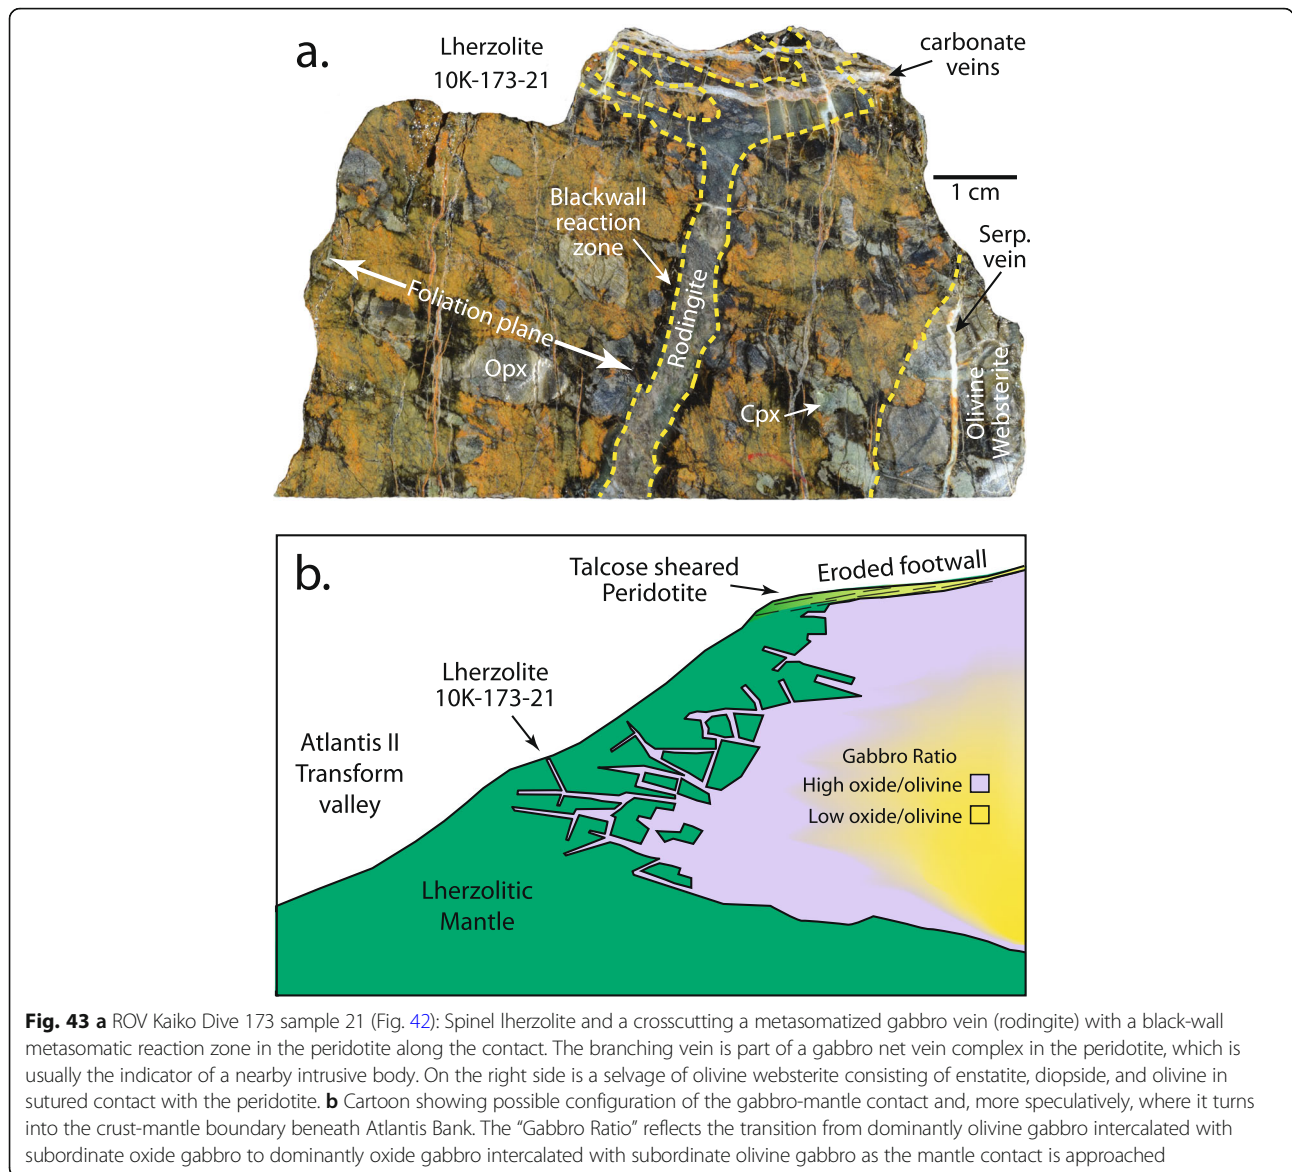 a.
Lherzolite
10K-173-21
carbonate
veins
1 cm
Blackwall
reaction
zone
Serp.
vein
Foliation plane
Rodingite
Opx
Cpx
Olivine
Websterite
b.
Talcose sheared
Peridotite
Eroded footwall
Lherzolite
10K-173-21
Atlantis II
Transform
valley
Gabbro Ratio
High oxide/olivine
Low oxide/olivine
Lherzolitic
Mantle
Fig. 43 a ROV Kaiko Dive 173 sample 21 (Fig. 42): Spinel lherzolite and a crosscutting a metasomatized gabbro vein (rodingite) with a black-wall
metasomatic reaction zone in the peridotite along the contact. The branching vein is part of a gabbro net vein complex in the peridotite, which is
usually the indicator of a nearby intrusive body. On the right side is a selvage of olivine websterite consisting of enstatite, diopside, and olivine in
sutured contact with the peridotite. b Cartoon showing possible configuration of the gabbro-mantle contact and, more speculatively, where it turns
into the crust-mantle boundary beneath Atlantis Bank. The “Gabbro Ratio” reflects the transition from dominantly olivine gabbro intercalated with
subordinate oxide gabbro to dominantly oxide gabbro intercalated with subordinate olivine gabbro as the mantle contact is approached